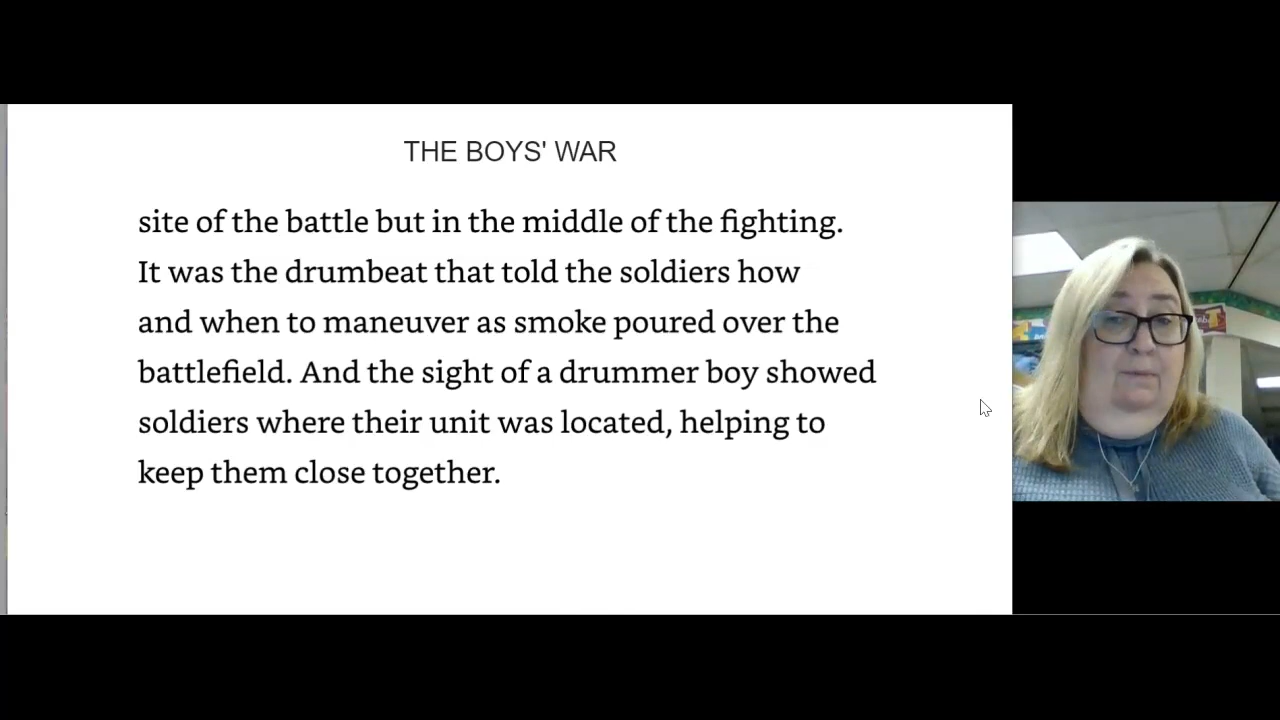 THE BOYS' WAR
site of the battle but in the middle of the fighting.
It was the drumbeat that told the soldiers how
and when to maneuver as smoke poured over the
battlefield. And the sight of a drummer boy showed
soldiers where their unit was located, helping to
keep them close together.